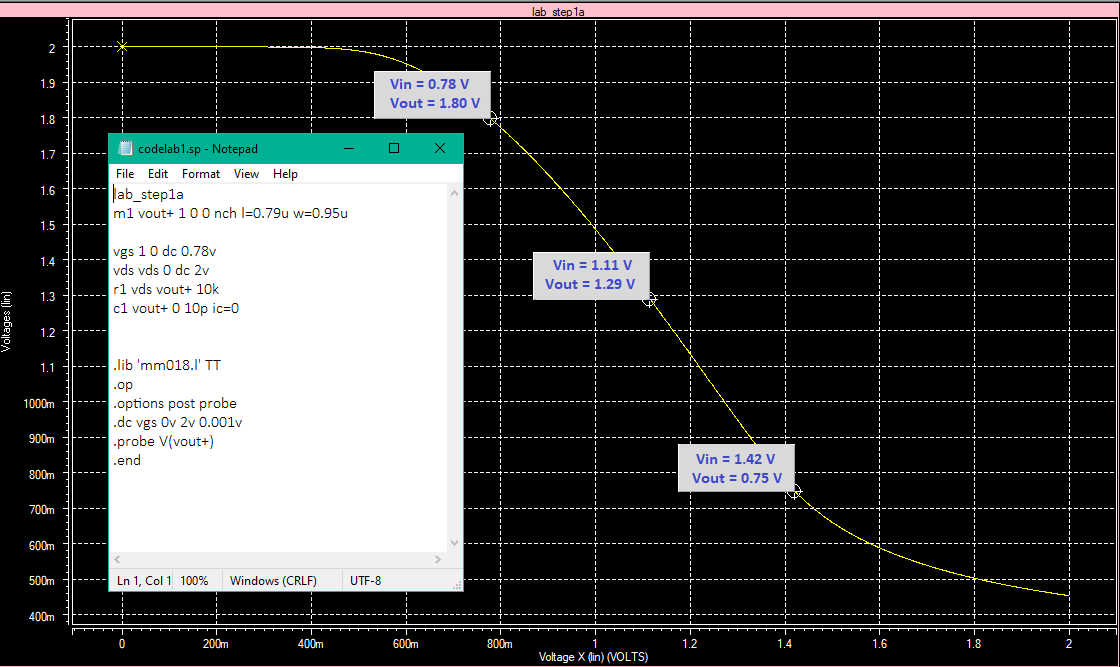 lab_step1a
2
1.9
1.8
1.7
1.6
1.5
1.4
1.3
1.2
1.1
1000m
900m
800m
700m
600m
500m
400m
Voltages (lin)
Vin = 0.78 V
Vout = 1.80 V
Vin = 1.11 V
Vout = 1.29 V
Vin = 1.42 V
Vout = 0.75 V
codelab1.sp - Notepad
File Edit Format View Help
lab_step1a
m1 vout+ 1 0 0 nch l=0.79u w=0.95u
vgs 1 0 dc 0.78v
vds vds 0 dc 2v
r1 vds vout+ 10k
c1 vout+ 0 10p ic=0
.lib 'mm018.l' TT
.op
.options post probe
.dc vgs 0v 2v 0.001v
.probe V(vout+)
.end
Ln 1, Col 1 100% Windows (CRLF) UTF-8
0 200m 400m 600m 800m 1 1.2 1.4 1.6 1.8 2
Voltage X (lin) (VOLTS)